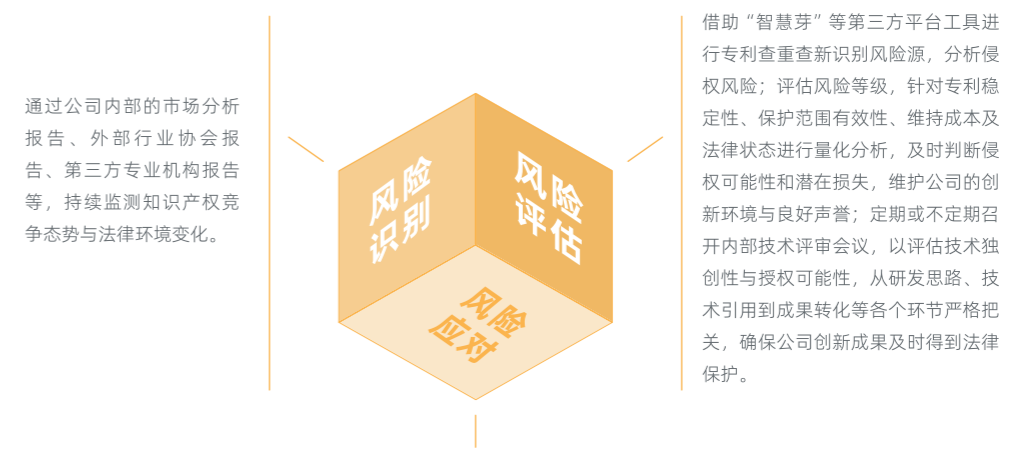 通过公司内部的市场分析
报告、外部行业协会报
告、第三方专业机构报告
等，持续监测知识产权竞
争态势与法律环境变化。
风险
识别
风险
评估
风险
应对
借助“智慧芽”等第三方平台工具进
行专利查重查新识别风险源，分析侵
权风险；评估风险等级，针对专利稳
定性、保护范围有效性、维持成本及
法律状态进行量化分析，及时判断侵
权可能性和潜在损失，维护公司的创
新环境与良好声誉；定期或不定期召
开内部技术评审会议，以评估技术独
创性与授权可能性，从研发思路、技
术引用到成果转化等各个环节严格把
关，确保公司创新成果及时得到法律
保护。